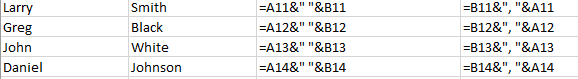 Larry Smith =A11&" "&B11 =B11&", "&A11
Greg Black =A12&" "&B12 =B12&", "&A12
John White =A13&" "&B13 =B13&", "&A13
Daniel Johnson =A14&" "&B14 =B14&", "&A14